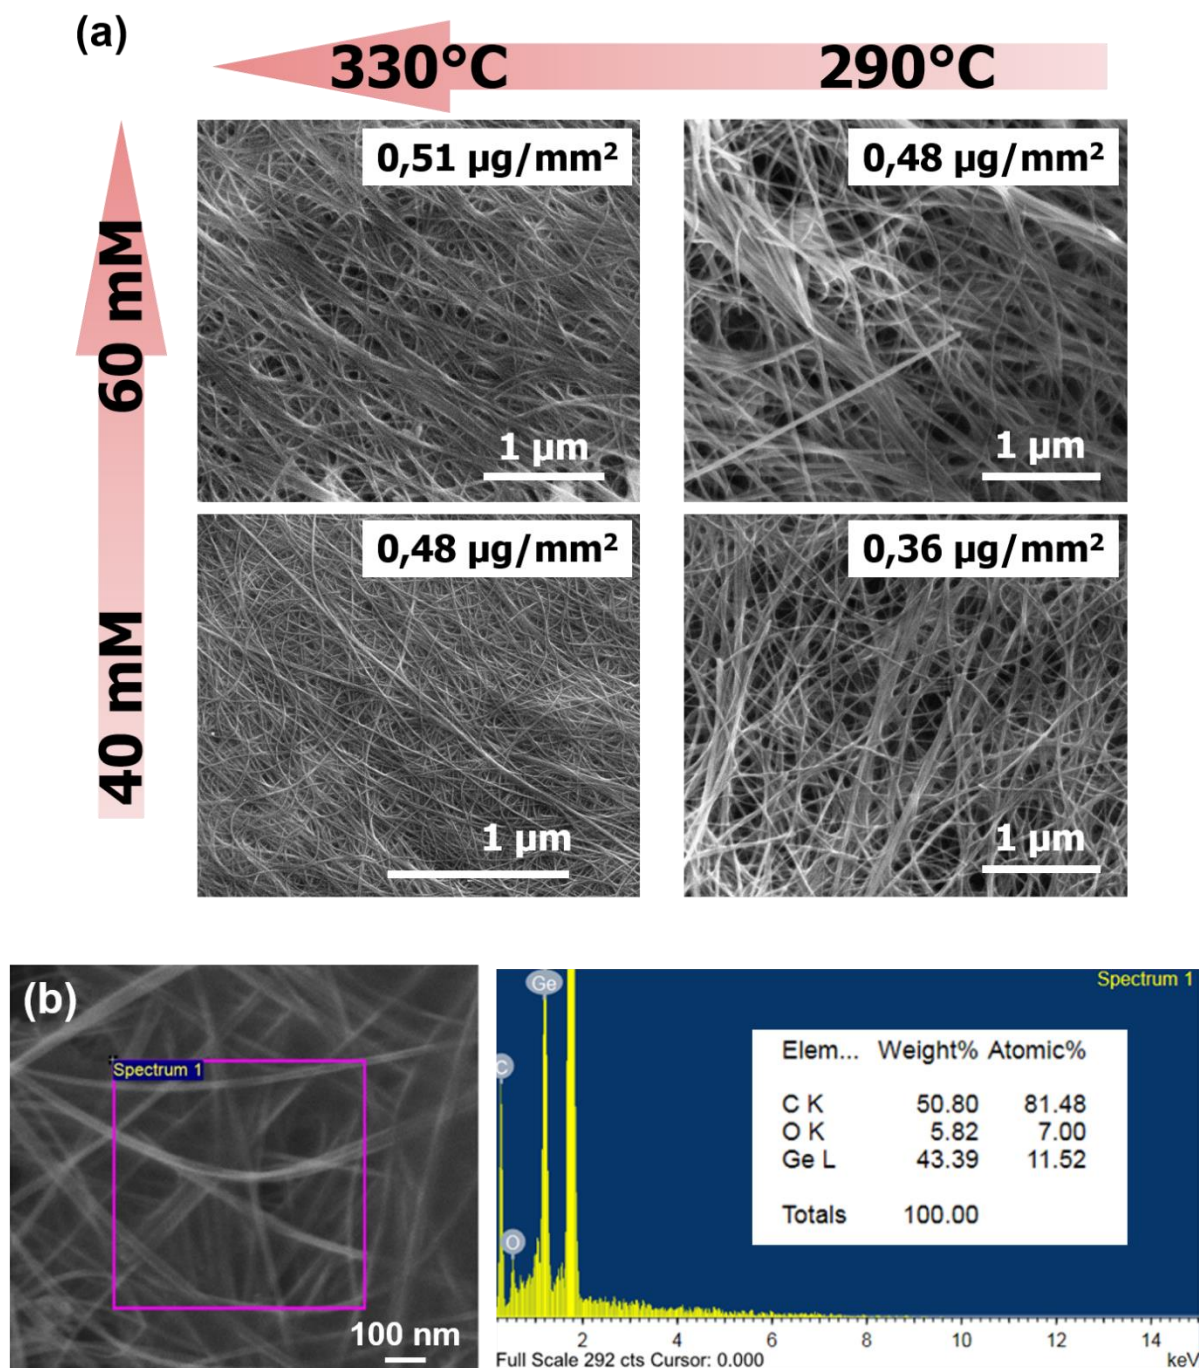 (a)
330°C
290°C
60 mM
40 mM
0,51 µg/mm²
1 µm
0,48 µg/mm²
1 µm
0,48 µg/mm²
1 µm
0,36 µg/mm²
1 µm
(b)
Spectrum 1
100 nm
Spectrum 1
Ge
C
O
Elem... Weight% Atomic%
C K 50.80 81.48
O K 5.82 7.00
Ge L 43.39 11.52
Totals 100.00
2 4 6 8 10 12 14
Full Scale 292 cts Cursor: 0.000 keV